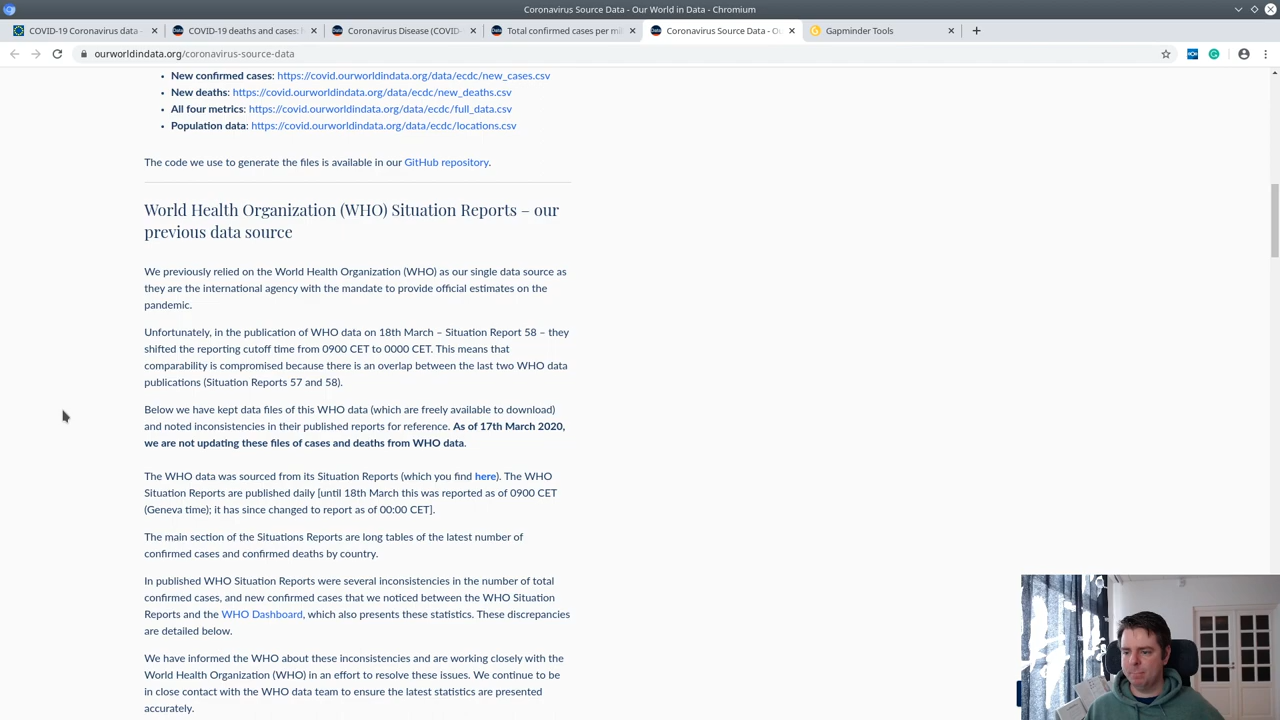 Coronavirus Source Data - Our World in Data - Chromium
COVID-19 Coronavirus data -
COVID-19 deaths and cases:
Coronavirus Disease (COVID-
Total confirmed cases per mil
Coronavirus Source Data - Ou
Gapminder Tools
ourworldindata.org/coronavirus-source-data
• New confirmed cases: https://covid.ourworldindata.org/data/ecdc/new_cases.csv
• New deaths: https://covid.ourworldindata.org/data/ecdc/new_deaths.csv
• All four metrics: https://covid.ourworldindata.org/data/ecdc/full_data.csv
• Population data: https://covid.ourworldindata.org/data/ecdc/locations.csv
The code we use to generate the files is available in our GitHub repository.
World Health Organization (WHO) Situation Reports – our
previous data source
We previously relied on the World Health Organization (WHO) as our single data source as
they are the international agency with the mandate to provide official estimates on the
pandemic.
Unfortunately, in the publication of WHO data on 18th March – Situation Report 58 – they
shifted the reporting cutoff time from 0900 CET to 0000 CET. This means that
comparability is compromised because there is an overlap between the last two WHO data
publications (Situation Reports 57 and 58).
Below we have kept data files of this WHO data (which are freely available to download)
and noted inconsistencies in their published reports for reference. As of 17th March 2020,
we are not updating these files of cases and deaths from WHO data.
The WHO data was sourced from its Situation Reports (which you find here). The WHO
Situation Reports are published daily [until 18th March this was reported as of 0900 CET
(Geneva time); it has since changed to report as of 00:00 CET].
The main section of the Situations Reports are long tables of the latest number of
confirmed cases and confirmed deaths by country.
In published WHO Situation Reports were several inconsistencies in the number of total
confirmed cases, and new confirmed cases that we noticed between the WHO Situation
Reports and the WHO Dashboard, which also presents these statistics. These discrepancies
are detailed below.
We have informed the WHO about these inconsistencies and are working closely with the
World Health Organization (WHO) in an effort to resolve these issues. We continue to be
in close contact with the WHO data team to ensure the latest statistics are presented
accurately.